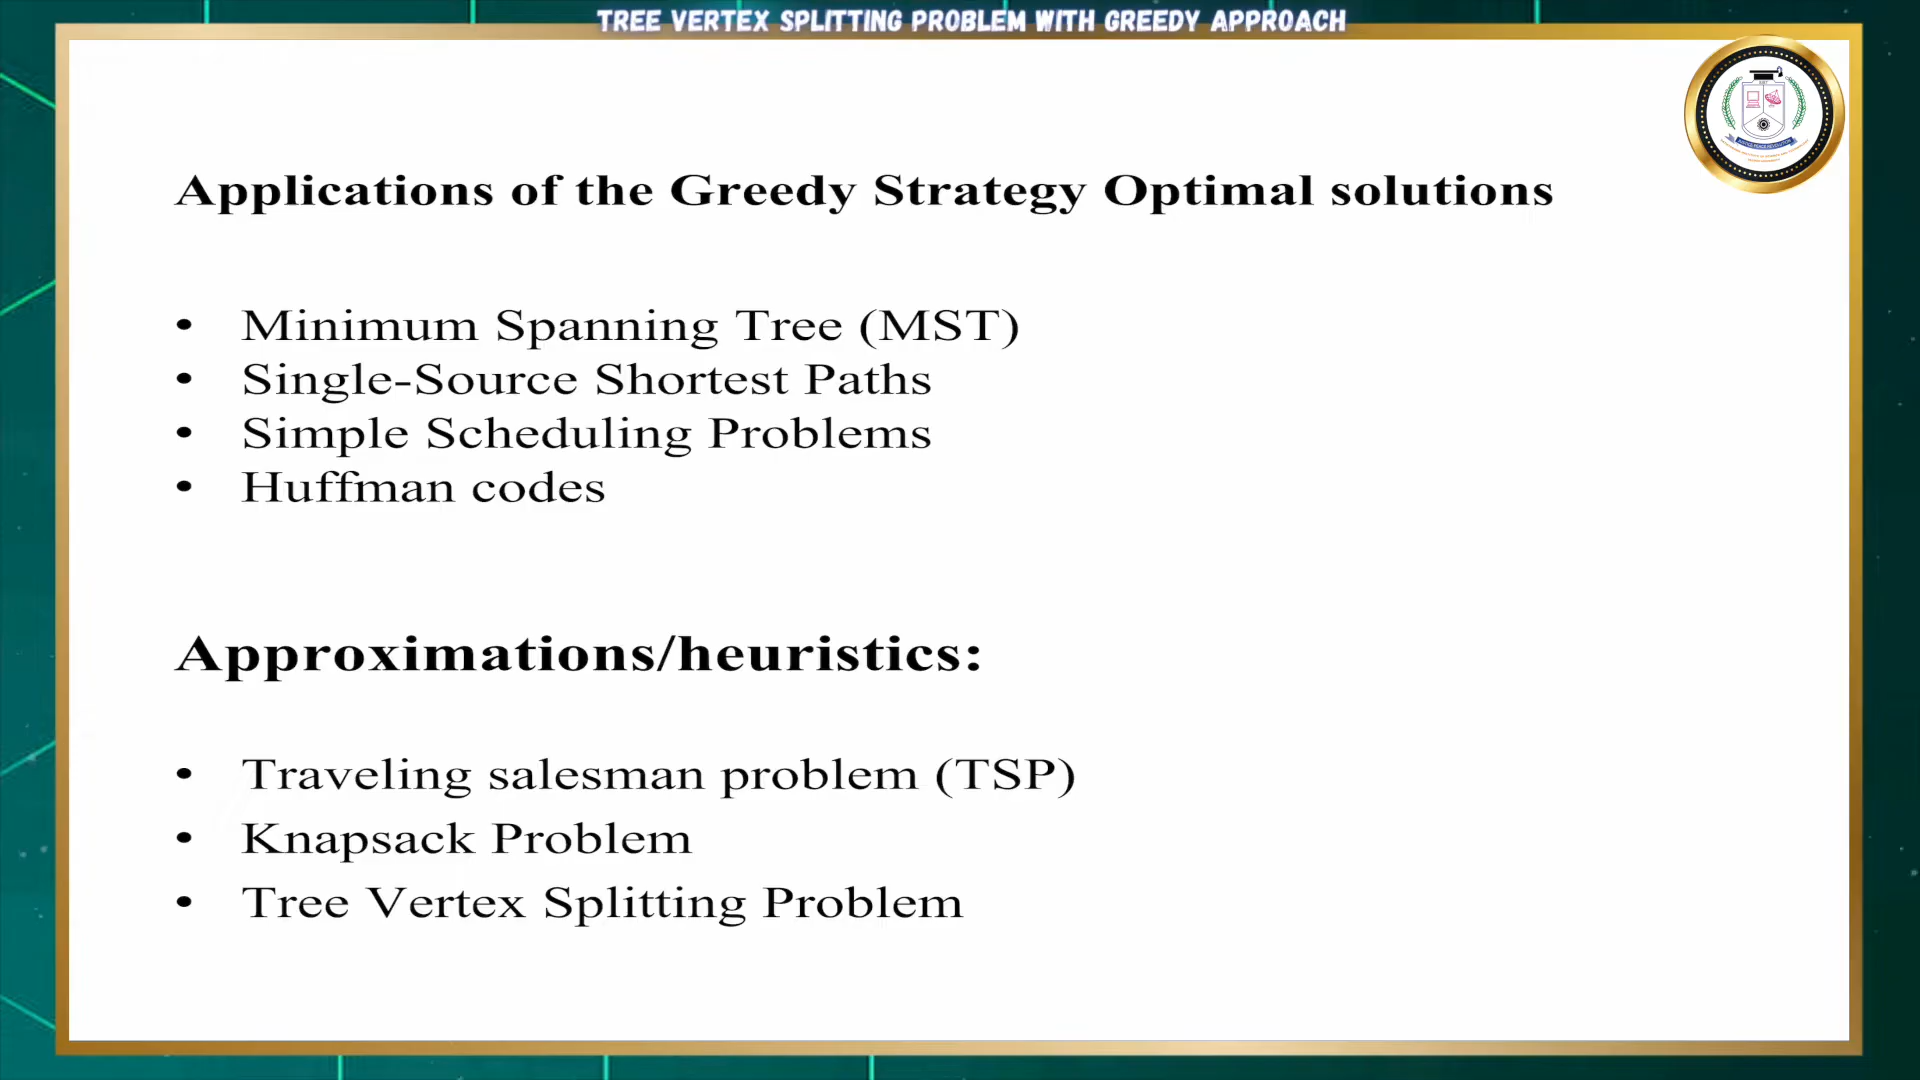 TREE VERTEX SPLITTING PROBLEM WITH GREEDY APPROACH
Applications of the Greedy Strategy Optimal solutions
• Minimum Spanning Tree (MST)
• Single-Source Shortest Paths
• Simple Scheduling Problems
• Huffman codes
Approximations/heuristics:
• Traveling salesman problem (TSP)
• Knapsack Problem
• Tree Vertex Splitting Problem